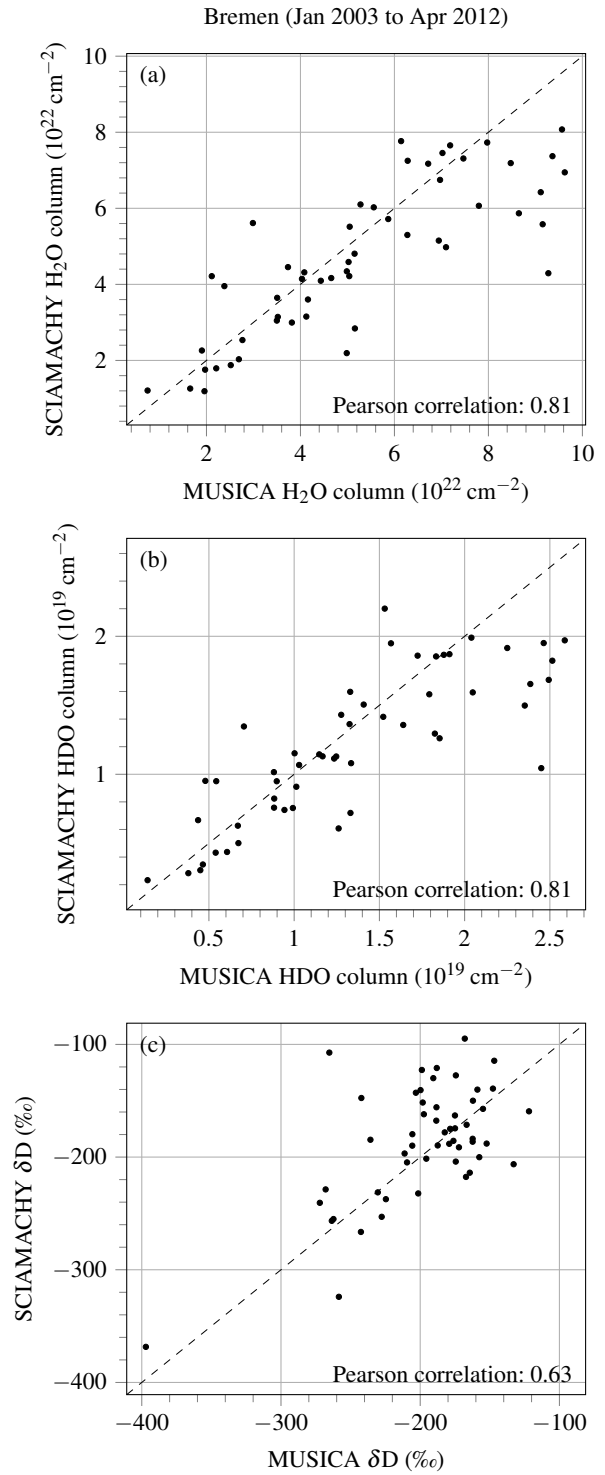 Bremen (Jan 2003 to Apr 2012)
(a)
SCIAMACHY H₂O column (10²² cm⁻²)
10
8
6
4
2
Pearson correlation: 0.81
2 4 6 8 10
MUSICA H₂O column (10²² cm⁻²)
(b)
SCIAMACHY HDO column (10¹⁹ cm⁻²)
2
1
Pearson correlation: 0.81
0.5 1 1.5 2 2.5
MUSICA HDO column (10¹⁹ cm⁻²)
(c)
SCIAMACHY δD (‰)
−100
−200
−300
−400
Pearson correlation: 0.63
−400 −300 −200 −100
MUSICA δD (‰)